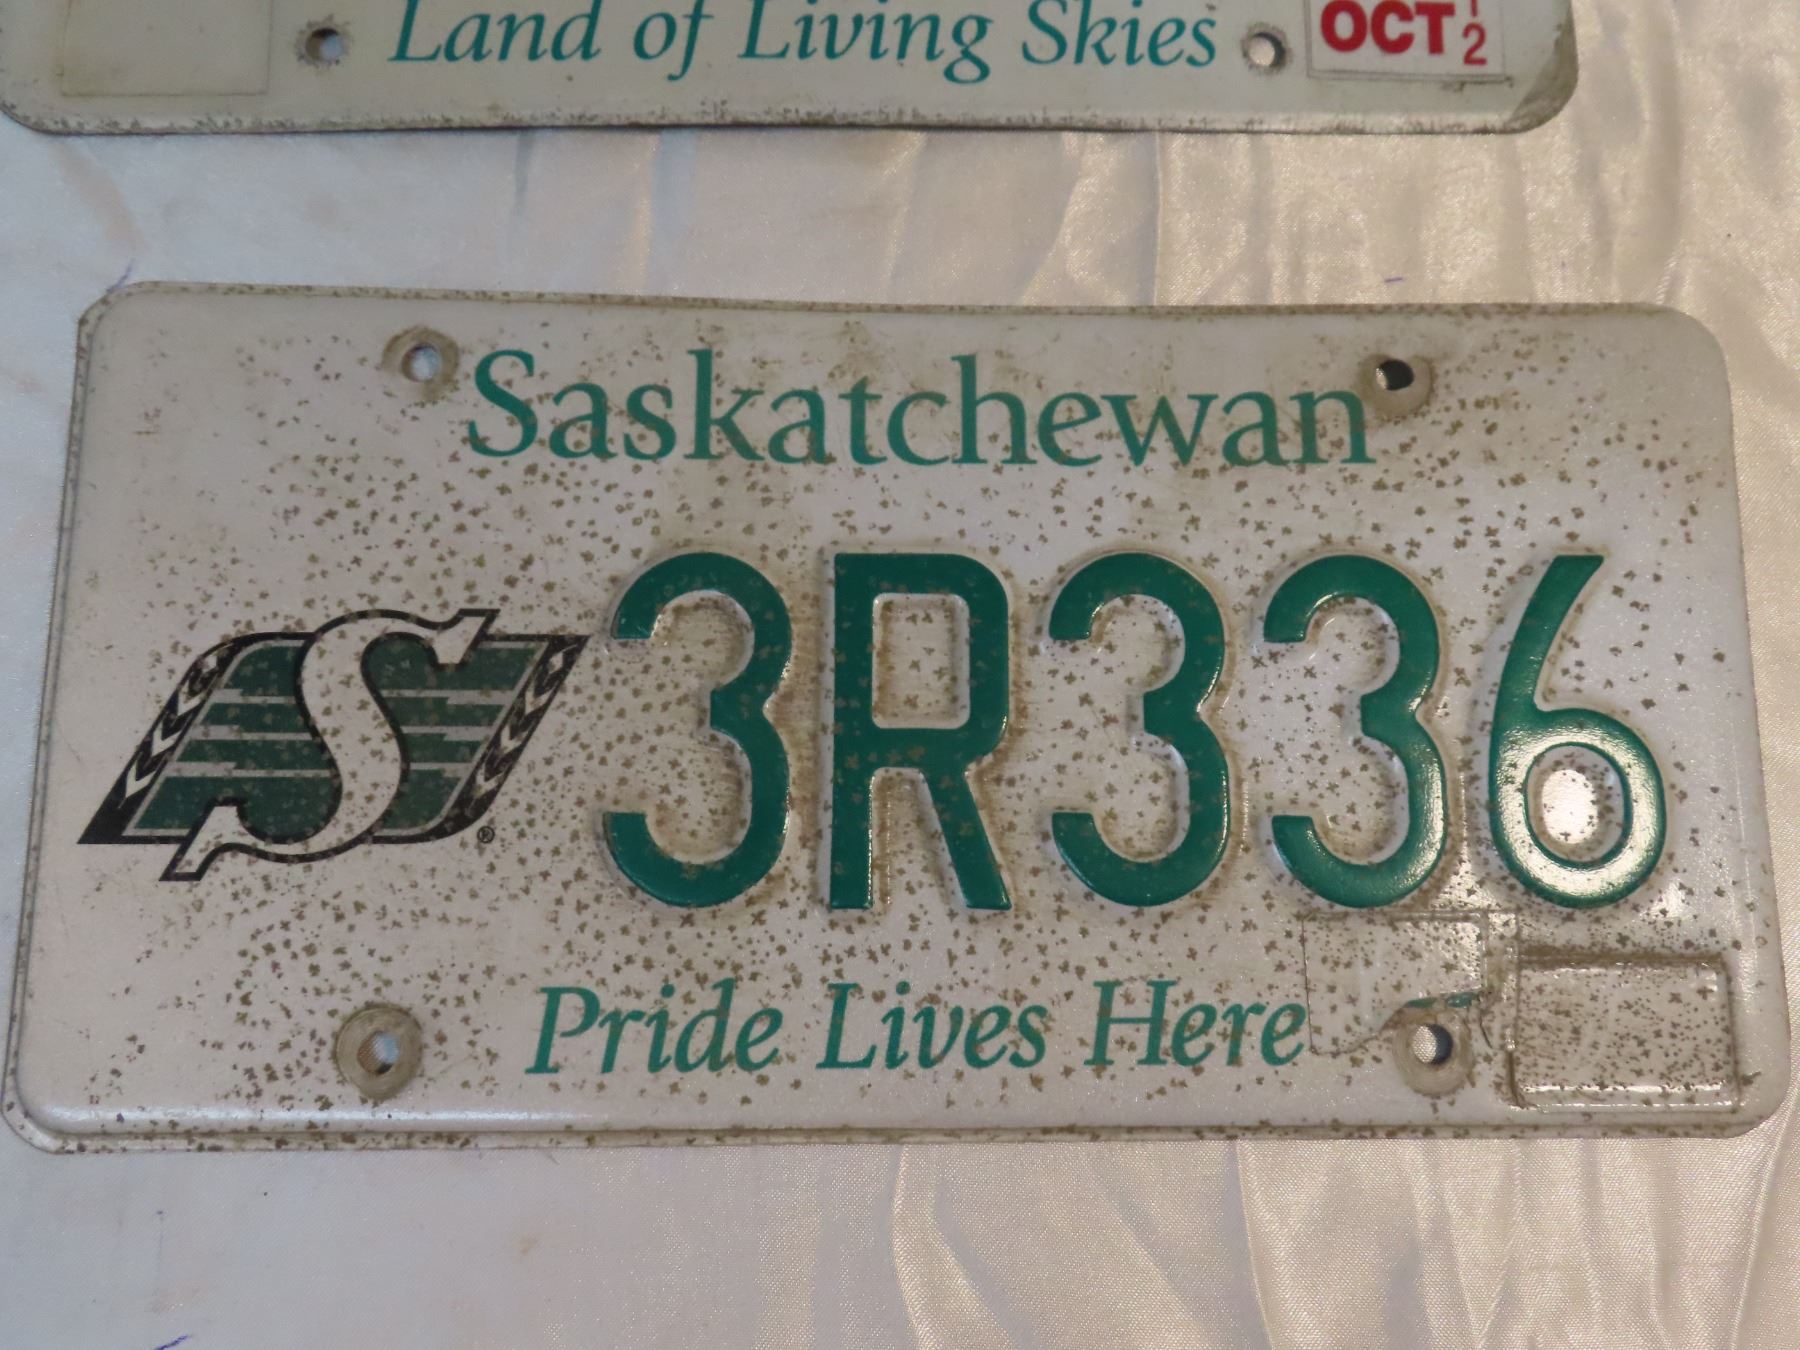 Land of Living Skies
OCT 12
Saskatchewan
S ®
3R336
Pride Lives Here